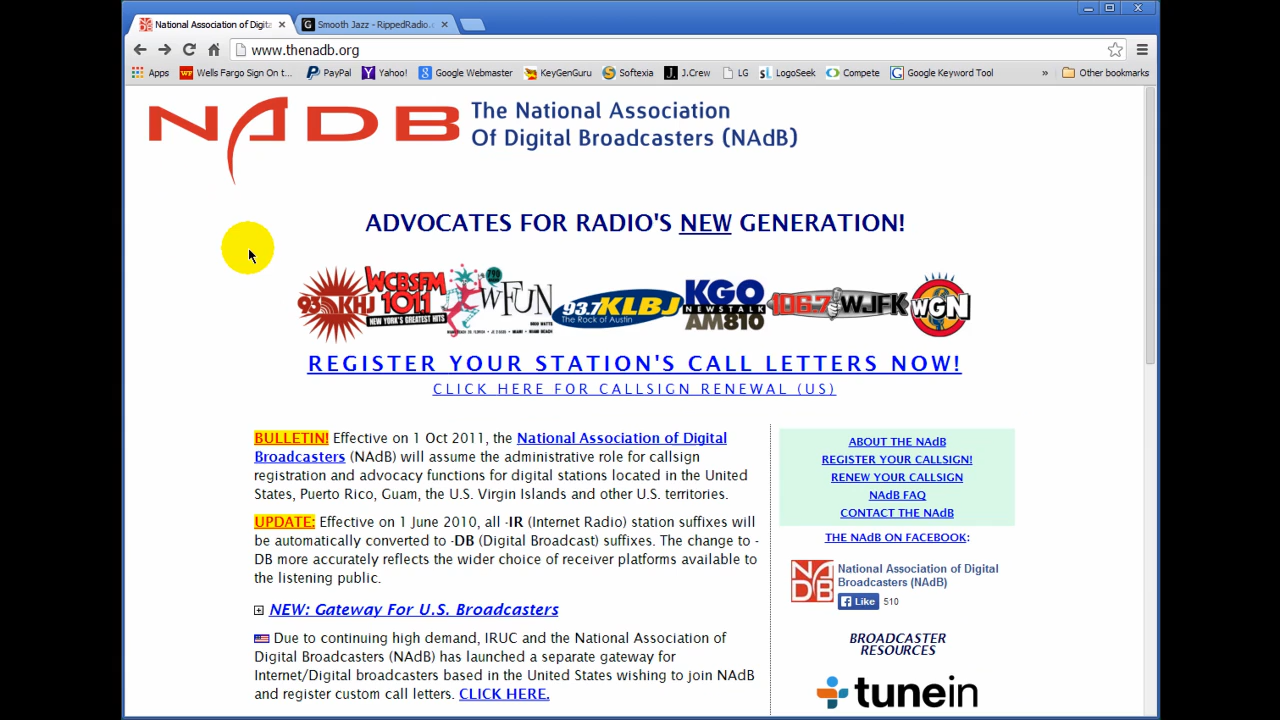 National Association of Digita
Smooth Jazz - RippedRadio.
www.thenadb.org
Apps
Wells Fargo Sign On t...
PayPal
Yahoo!
Google Webmaster
KeyGenGuru
Softexia
J.Crew
LG
LogoSeek
Compete
Google Keyword Tool
»
Other bookmarks
NADB
The National Association
Of Digital Broadcasters (NAdB)
ADVOCATES FOR RADIO'S NEW GENERATION!
93 KHJ
WCBSFM
101.1
NEW YORK'S GREATEST HITS
790
WFUN
93.7 KLBJ
The Rock of Austin
KGO
NEWSTALK
AM810
106.7 WJFK
WGN
REGISTER YOUR STATION'S CALL LETTERS NOW!
CLICK HERE FOR CALLSIGN RENEWAL (US)
BULLETIN! Effective on 1 Oct 2011, the National Association of Digital
Broadcasters (NAdB) will assume the administrative role for callsign
registration and advocacy functions for digital stations located in the United
States, Puerto Rico, Guam, the U.S. Virgin Islands and other U.S. territories.
UPDATE: Effective on 1 June 2010, all -IR (Internet Radio) station suffixes will
be automatically converted to -DB (Digital Broadcast) suffixes. The change to -
DB more accurately reflects the wider choice of receiver platforms available to
the listening public.
NEW: Gateway For U.S. Broadcasters
Due to continuing high demand, IRUC and the National Association of
Digital Broadcasters (NAdB) has launched a separate gateway for
Internet/Digital broadcasters based in the United States wishing to join NAdB
and register custom call letters. CLICK HERE.
ABOUT THE NAdB
REGISTER YOUR CALLSIGN!
RENEW YOUR CALLSIGN
NAdB FAQ
CONTACT THE NAdB
THE NAdB ON FACEBOOK:
NADB
National Association of Digital
Broadcasters (NAdB)
Like 510
BROADCASTER
RESOURCES
tunein